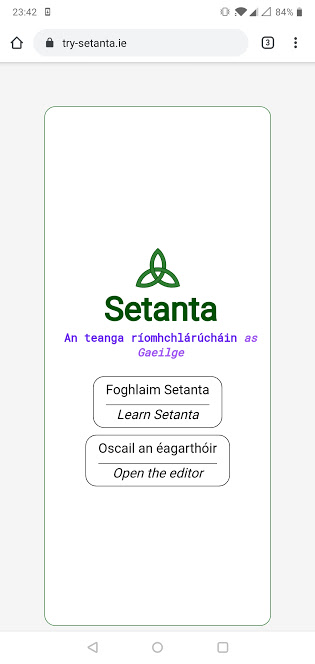 23:42
84%
try-setanta.ie
3
Setanta
An teanga ríomhchlárúcháin as
Gaeilge
Foghlaim Setanta
Learn Setanta
Oscail an éagarthóir
Open the editor